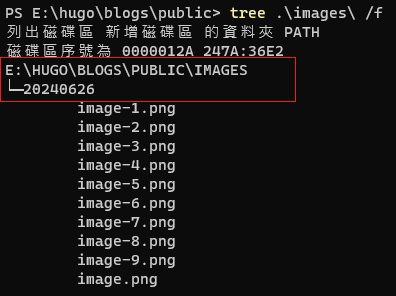 PS E:\hugo\blogs\public> tree .\images\ /f
列出磁碟區 新增磁碟區 的資料夾 PATH
磁碟區序號為 0000012A 247A:36E2
E:\HUGO\BLOGS\PUBLIC\IMAGES
└─20240626
image-1.png
image-2.png
image-3.png
image-4.png
image-5.png
image-6.png
image-7.png
image-8.png
image-9.png
image.png